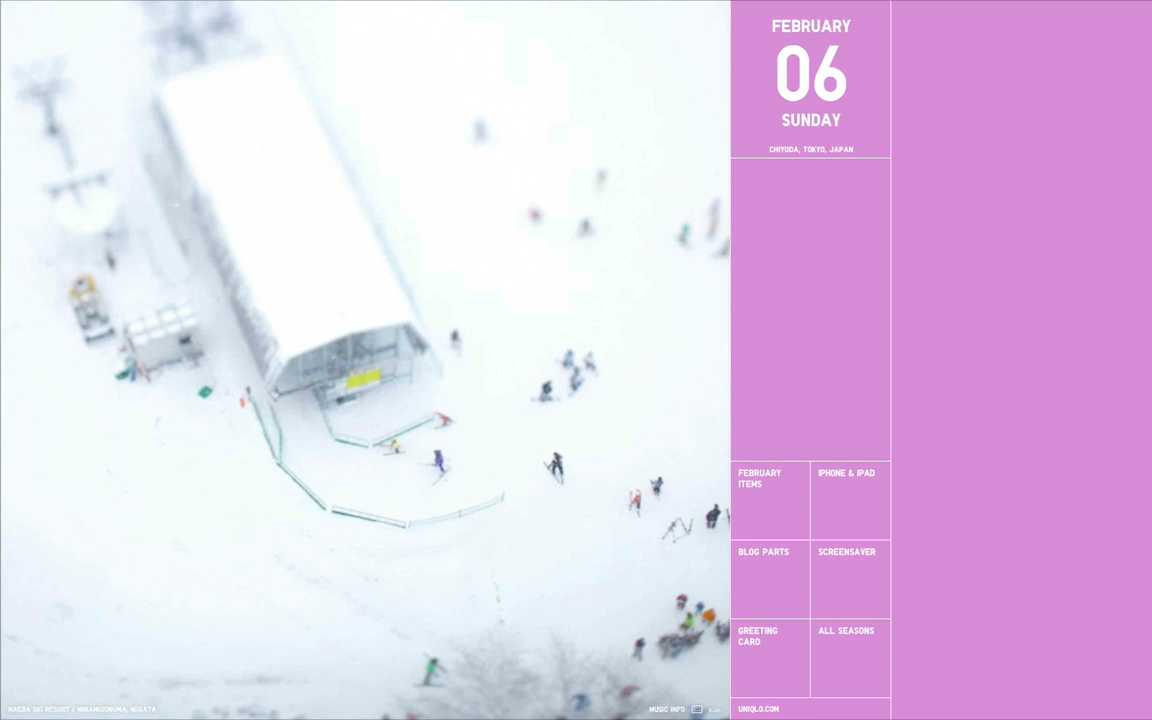 FEBRUARY
06
SUNDAY
CHIYODA, TOKYO, JAPAN
FEBRUARY
ITEMS
IPHONE & IPAD
BLOG PARTS
SCREENSAVER
GREETING
CARD
ALL SEASONS
NAEBA SKI RESORT / MINAMIUONUMA, NIIGATA
MUSIC INFO
UNIQLO.COM